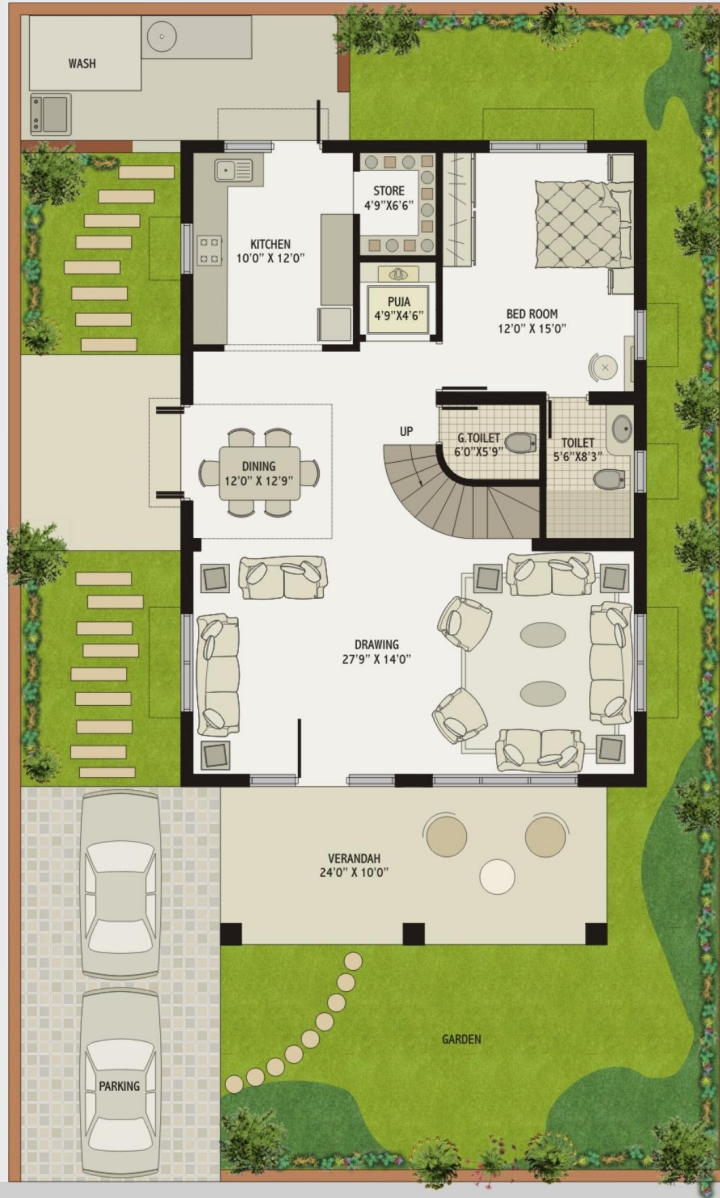 WASH
STORE
4'9"X6'6"
KITCHEN
10'0" X 12'0"
PUJA
4'9"X4'6"
BED ROOM
12'0" X 15'0"
UP
G.TOILET
6'0"X5'9"
TOILET
5'6"X8'3"
DINING
12'0" X 12'9"
DRAWING
27'9" X 14'0"
VERANDAH
24'0" X 10'0"
GARDEN
PARKING